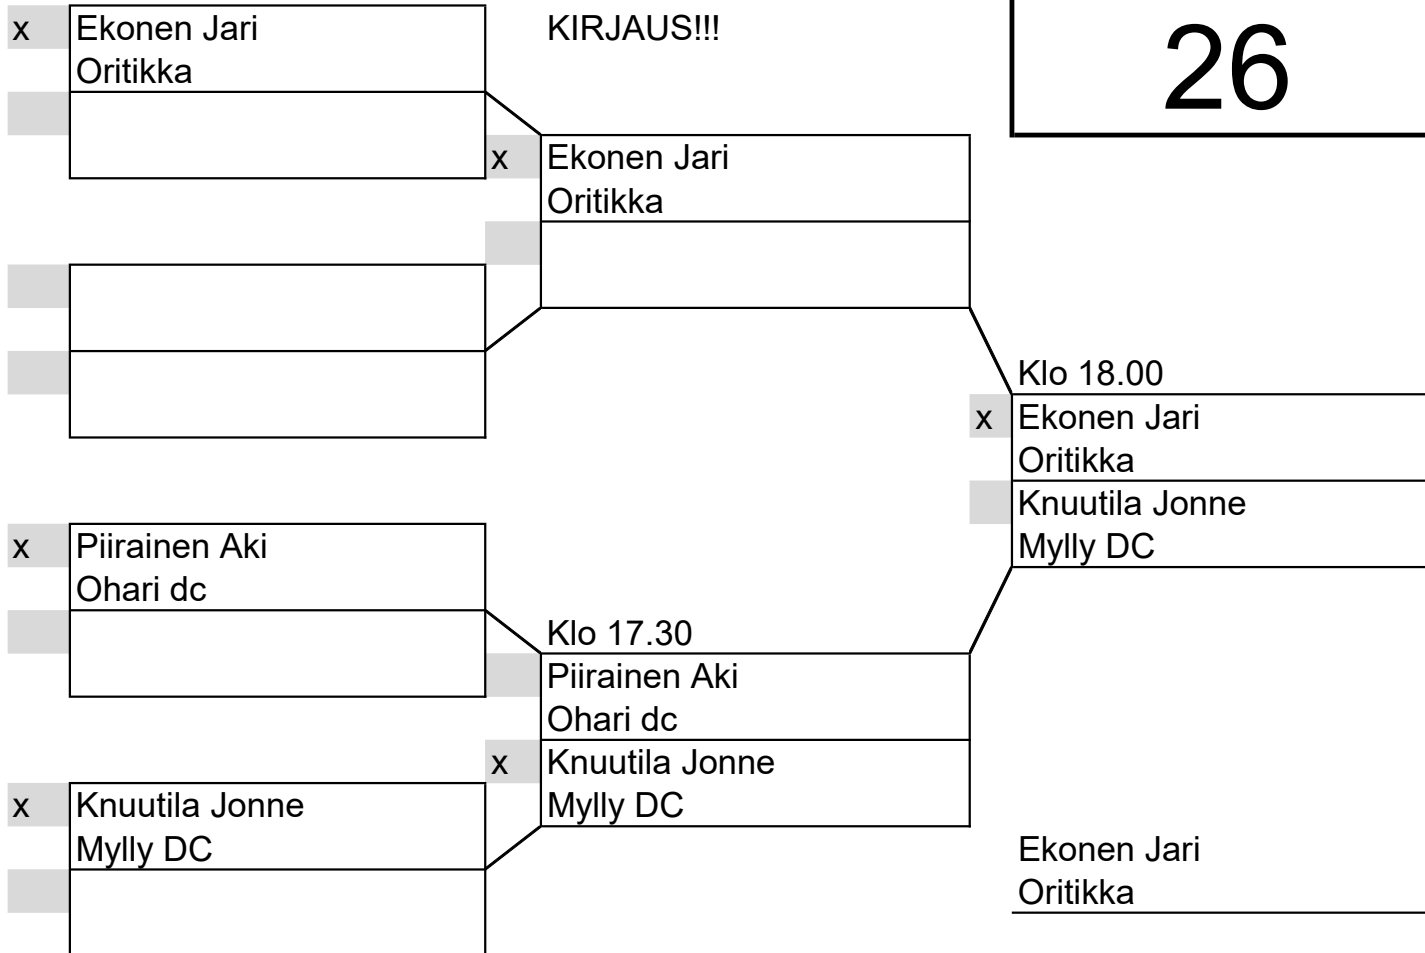 x Ekonen Jari KIRJAUS!!!
Oritikka
26
x Ekonen Jari
Oritikka
Klo 18.00
x Ekonen Jari
Oritikka
Knuutila Jonne
Mylly DC
x Piirainen Aki
Ohari dc
Klo 17.30
Piirainen Aki
Ohari dc
x Knuutila Jonne
Mylly DC
x Knuutila Jonne
Mylly DC
Ekonen Jari
Oritikka